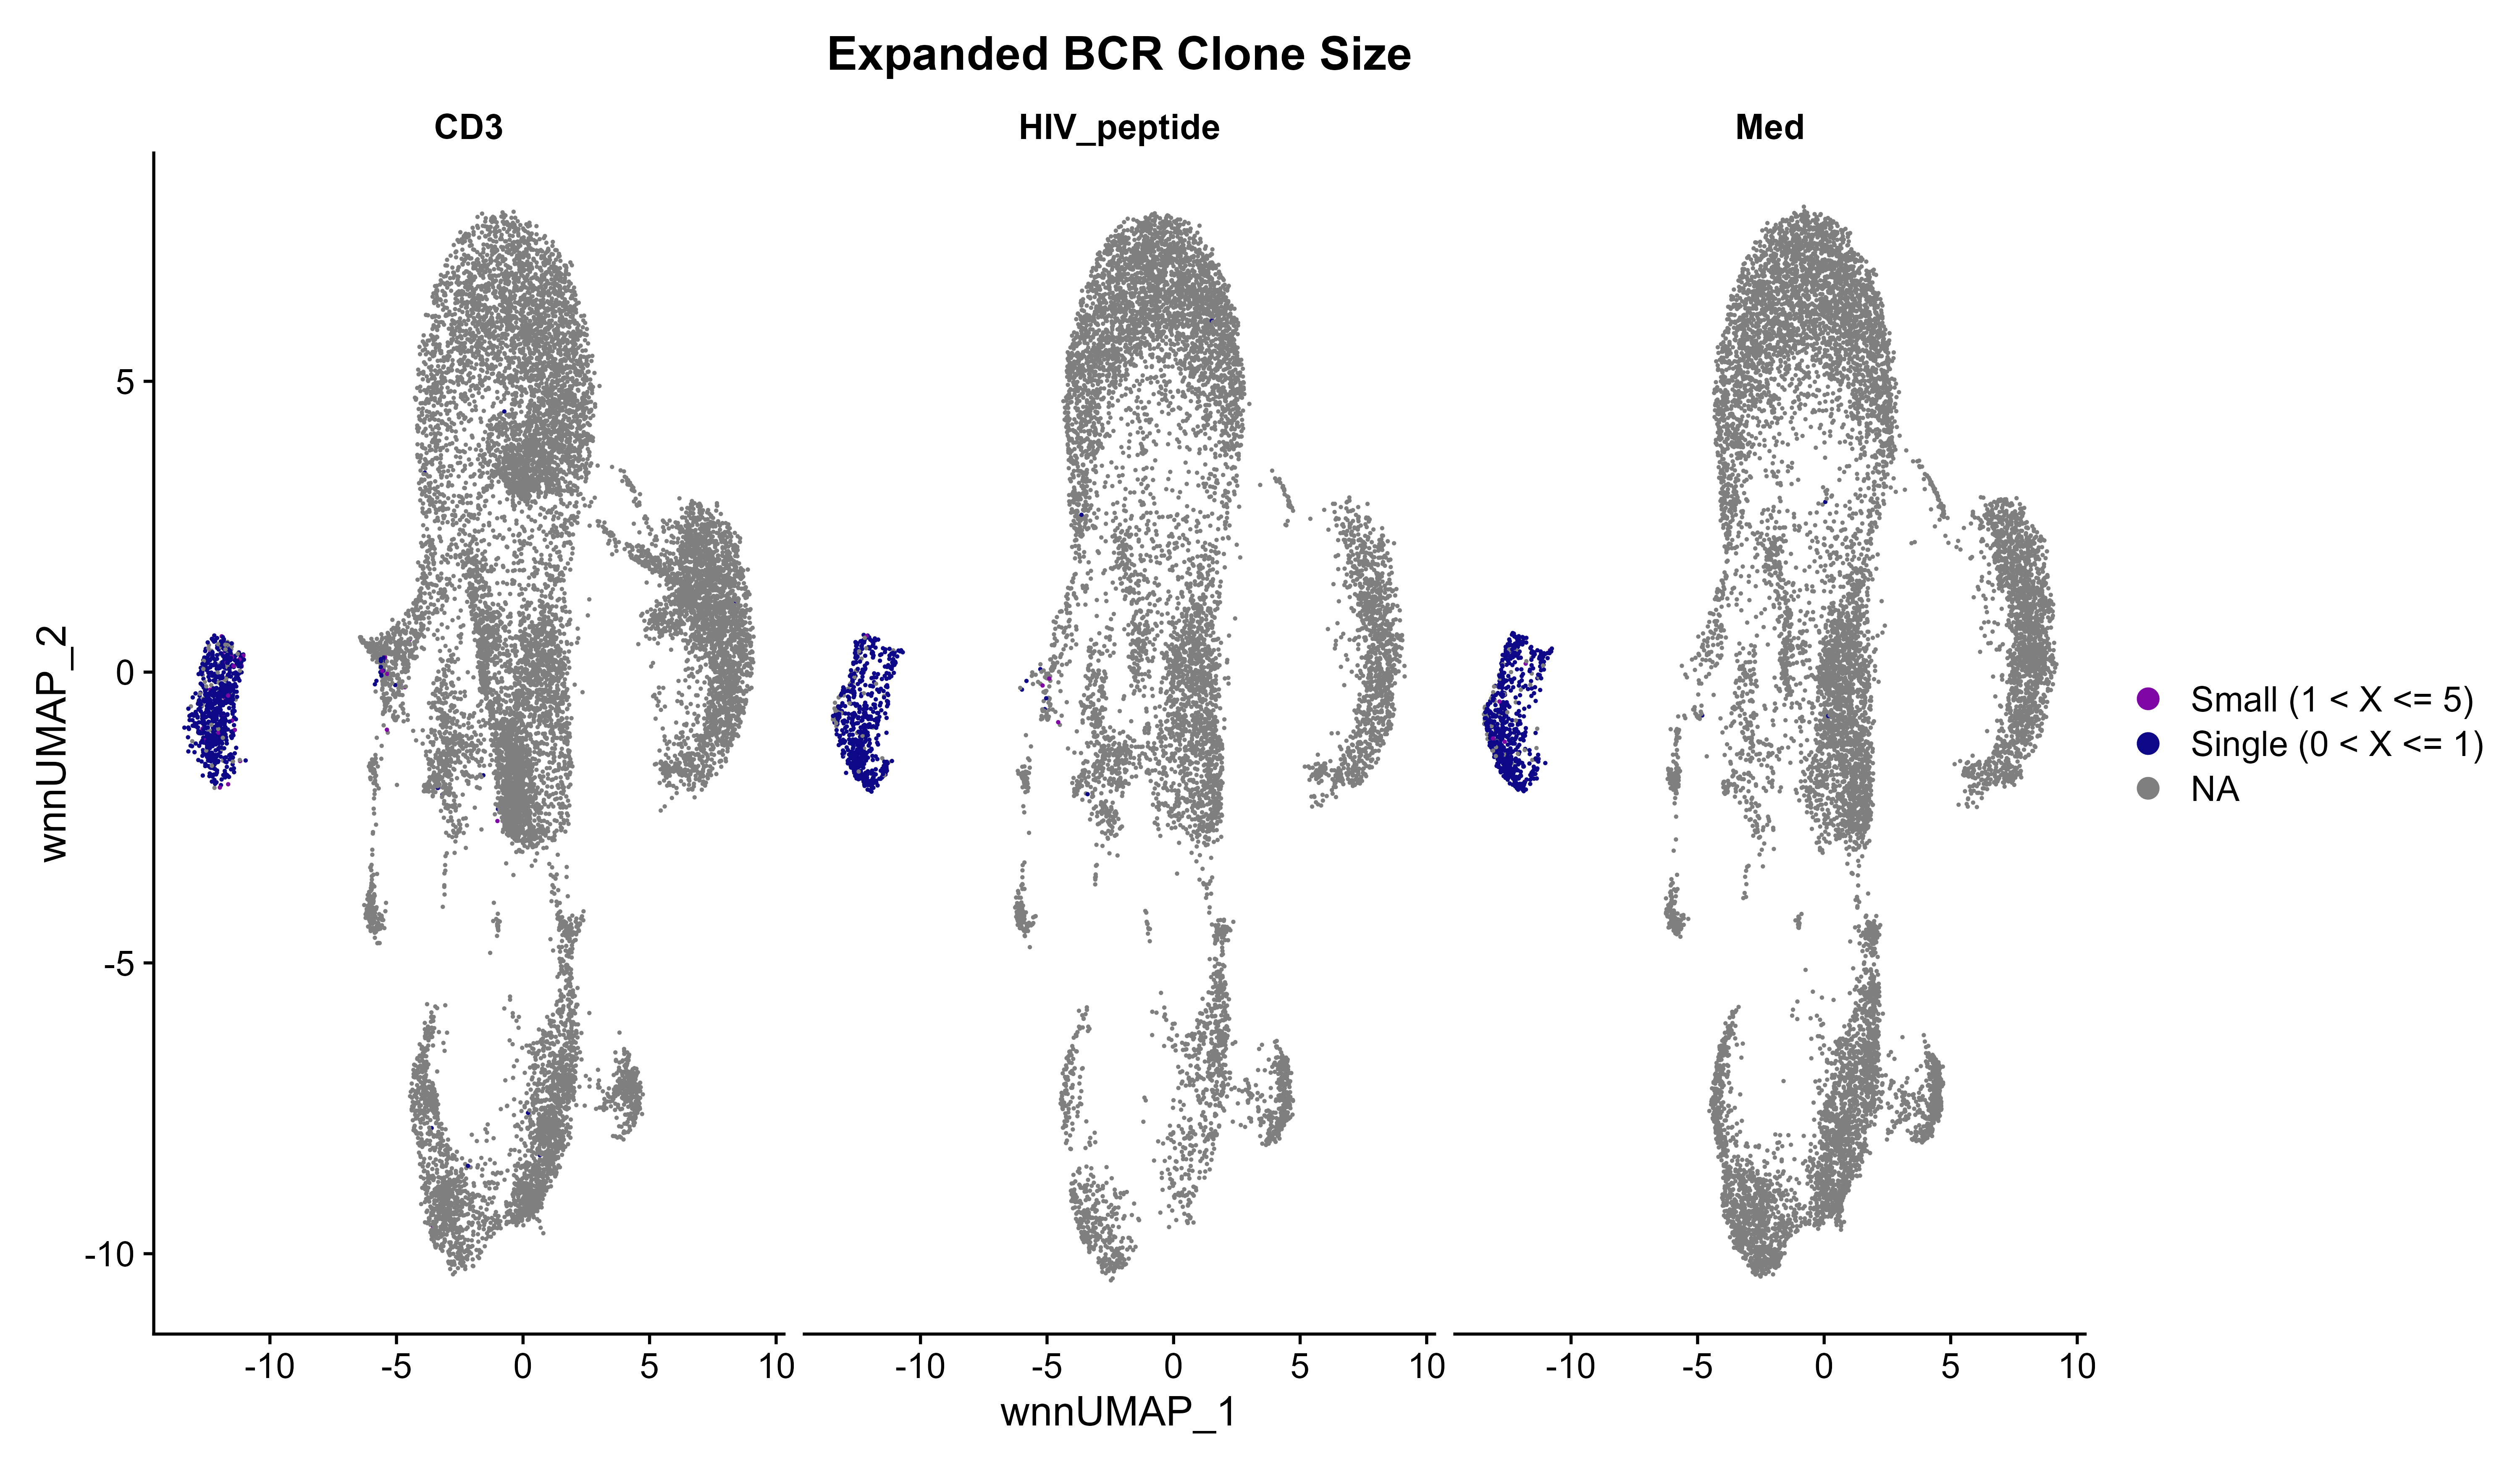 Expanded BCR Clone Size
CD3
HIV_peptide
Med
wnnUMAP_2
5
0
-5
-10
-10 -5 0 5 10
-10 -5 0 5 10
-10 -5 0 5 10
wnnUMAP_1
Small (1 < X <= 5)
Single (0 < X <= 1)
NA